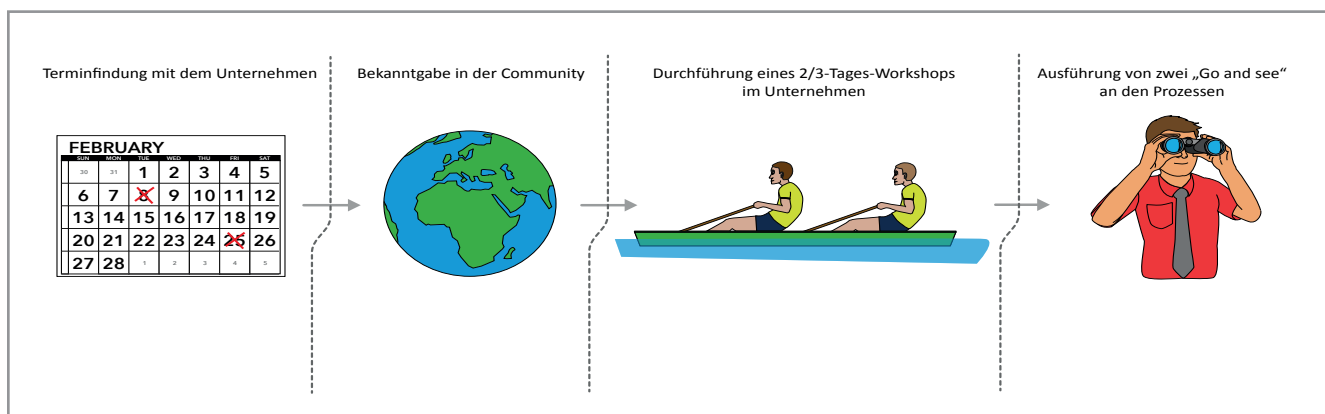 Terminfindung mit dem Unternehmen
Bekanntgabe in der Community
Durchführung eines 2/3-Tages-Workshops
im Unternehmen
Ausführung von zwei „Go and see“
an den Prozessen
FEBRUARY
SUN MON TUE WED THU FRI SAT
30 31 1 2 3 4 5
6 7 8 9 10 11 12
13 14 15 16 17 18 19
20 21 22 23 24 25 26
27 28 1 2 3 4 5